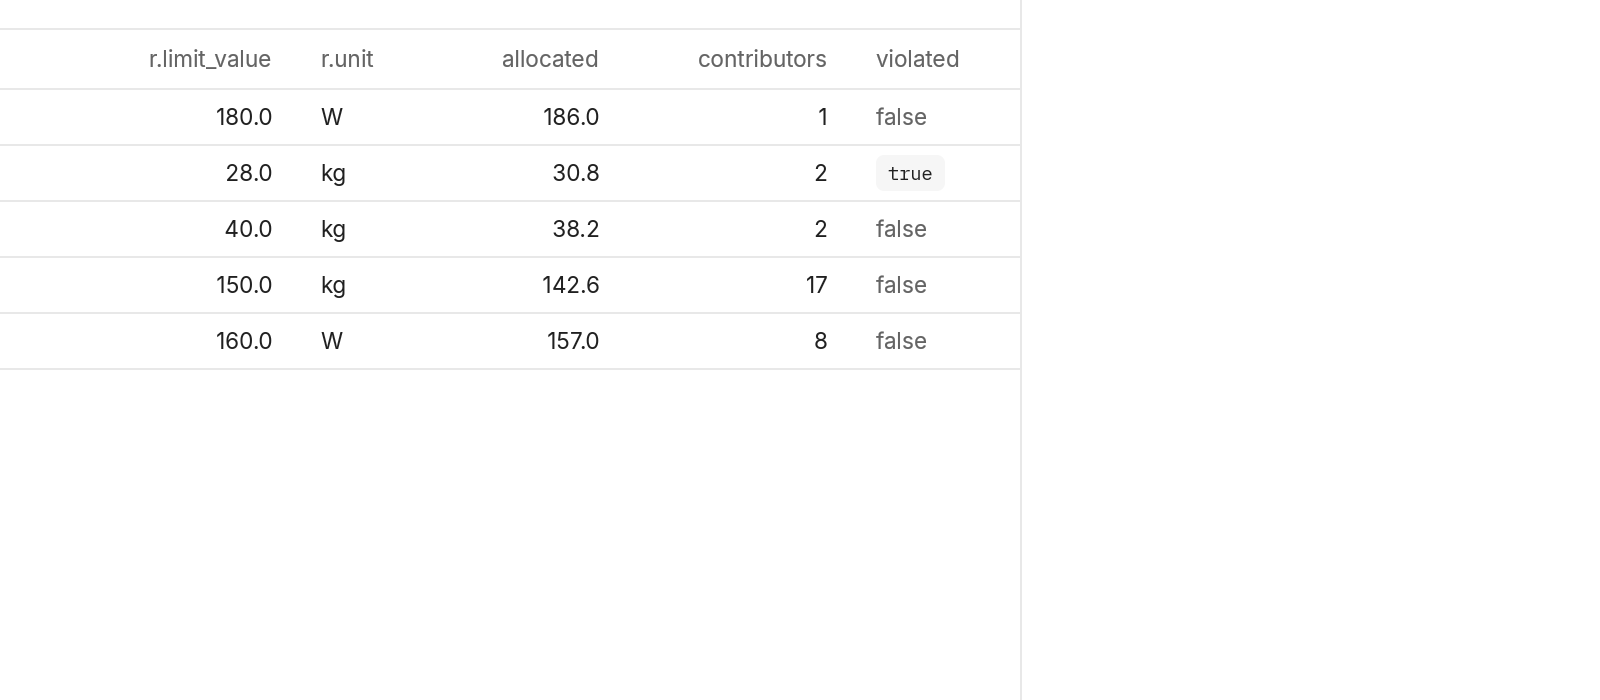 r.limit_value r.unit allocated contributors violated
180.0 W 186.0 1 false
28.0 kg 30.8 2 true
40.0 kg 38.2 2 false
150.0 kg 142.6 17 false
160.0 W 157.0 8 false